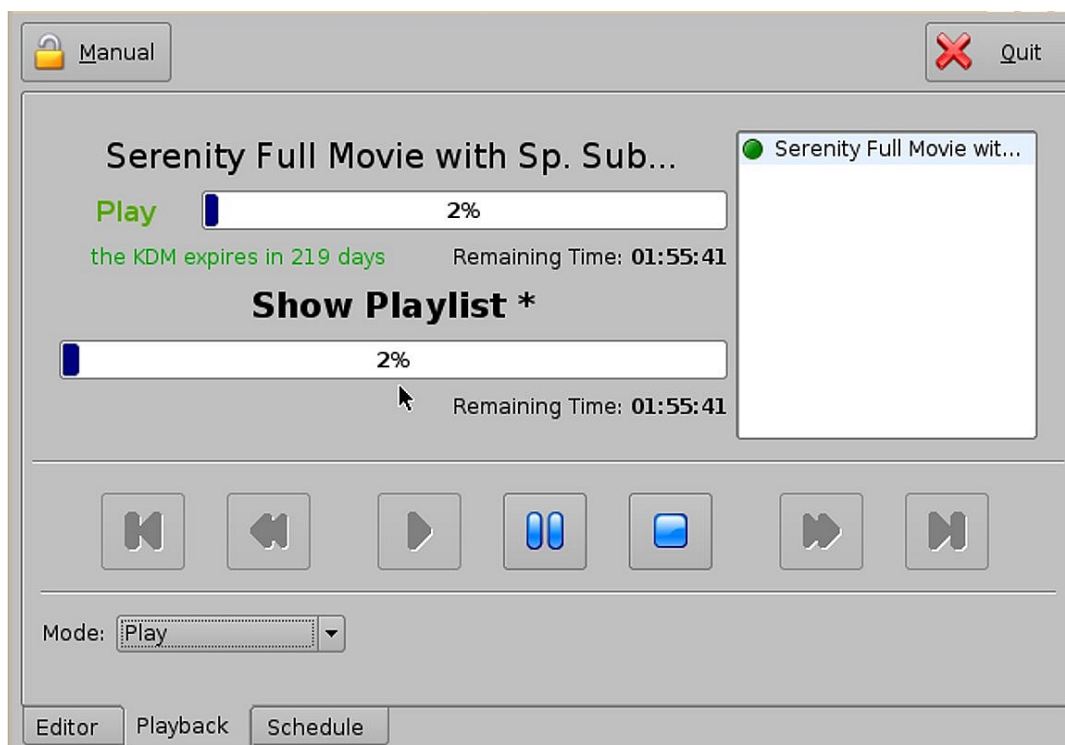 Manual
Quit
Serenity Full Movie with Sp. Sub...
Serenity Full Movie wit...
Play
2%
the KDM expires in 219 days
Remaining Time: 01:55:41
Show Playlist *
2%
Remaining Time: 01:55:41
Mode: Play
Editor
Playback
Schedule